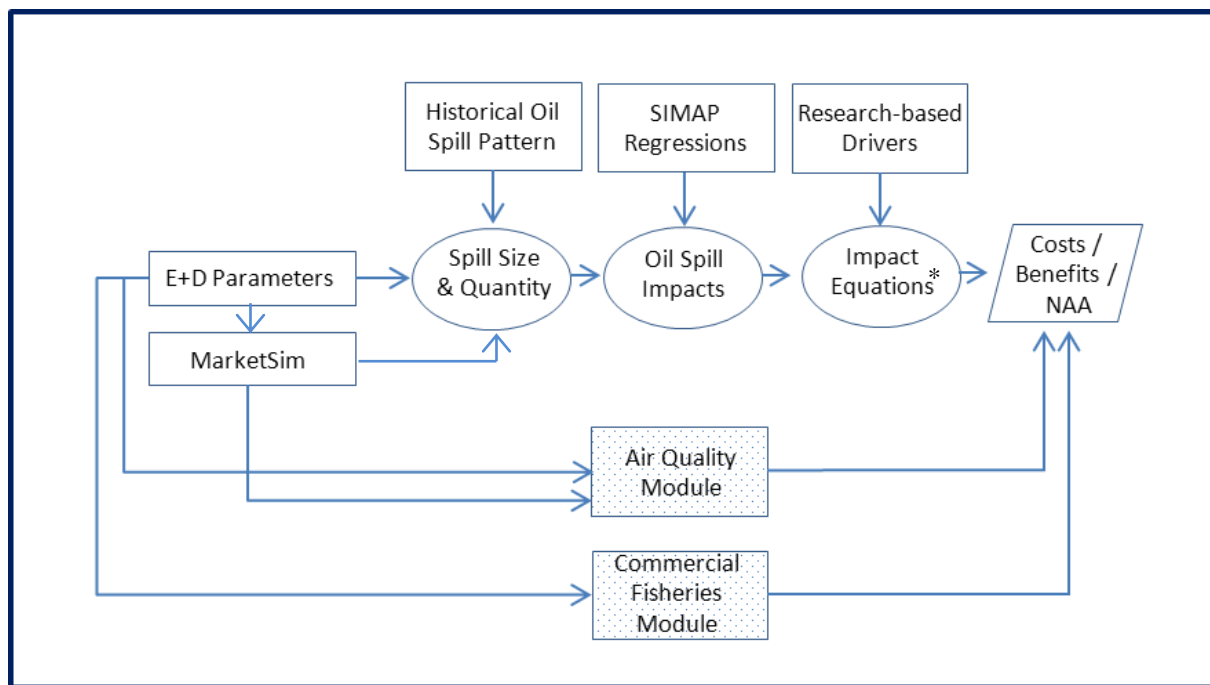 Historical Oil
Spill Pattern
SIMAP
Regressions
Research-based
Drivers
E+D Parameters
Spill Size
& Quantity
Oil Spill
Impacts
Impact
Equations*
Costs /
Benefits /
NAA
MarketSim
Air Quality
Module
Commercial
Fisheries
Module